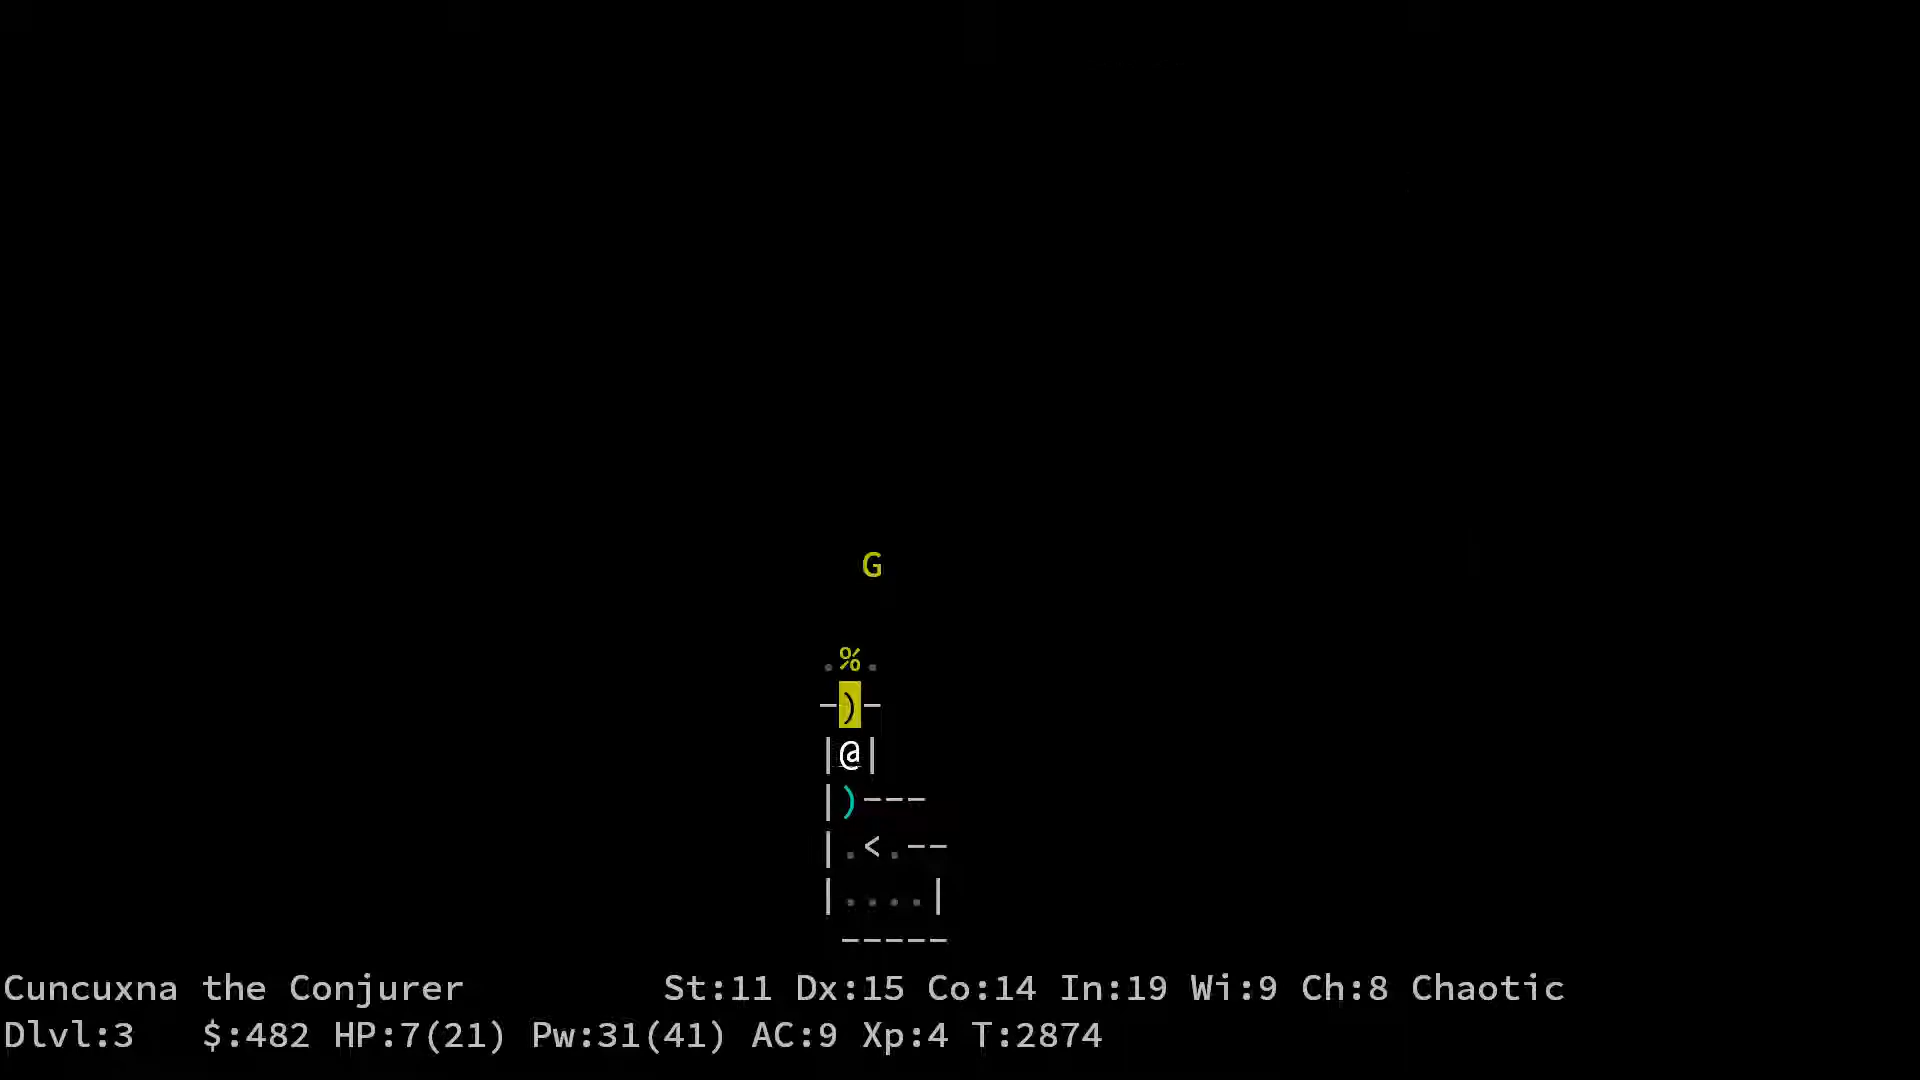 G
.%.
-)-
|@|
|)---
|.<.--
|....|
-----
Cuncuxna the Conjurer St:11 Dx:15 Co:14 In:19 Wi:9 Ch:8 Chaotic
Dlvl:3 $:482 HP:7(21) Pw:31(41) AC:9 Xp:4 T:2874